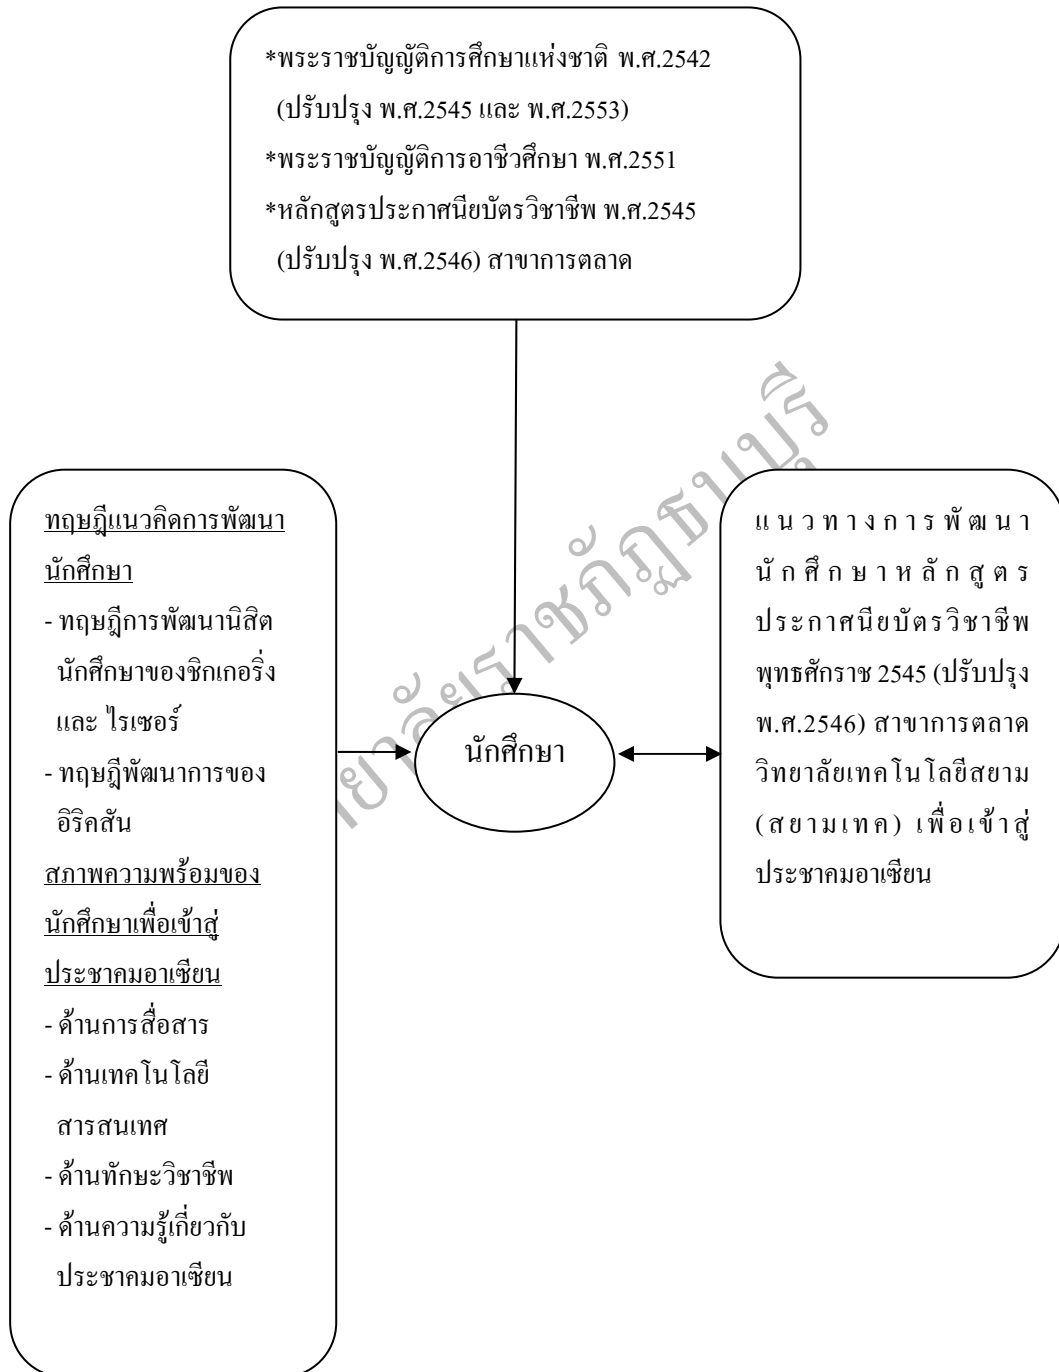 *พระราชบัญญัติการศึกษาแห่งชาติ พ.ศ.2542
(ปรับปรุง พ.ศ.2545 และ พ.ศ.2553)
*พระราชบัญญัติการอาชีวศึกษา พ.ศ.2551
*หลักสูตรประกาศนียบัตรวิชาชีพ พ.ศ.2545
(ปรับปรุง พ.ศ.2546) สาขาการตลาด
ทฤษฎีแนวคิดการพัฒนา
นักศึกษา
- ทฤษฎีการพัฒนานิสิต
นักศึกษาของชิกเกอริ่ง
และ ไรเซอร์
- ทฤษฎีพัฒนาการของ
อิริคสัน
สภาพความพร้อมของ
นักศึกษาเพื่อเข้าสู่
ประชาคมอาเซียน
- ด้านการสื่อสาร
- ด้านเทคโนโลยี
สารสนเทศ
- ด้านทักษะวิชาชีพ
- ด้านความรู้เกี่ยวกับ
ประชาคมอาเซียน
นักศึกษา
แนวทางการพัฒนา
นักศึกษาหลักสูตร
ประกาศนียบัตรวิชาชีพ
พุทธศักราช 2545 (ปรับปรุง
พ.ศ.2546) สาขาการตลาด
วิทยาลัยเทคโนโลยีสยาม
(สยามเทค) เพื่อเข้าสู่
ประชาคมอาเซียน
ยาลัยราชภัฏธนบุรี